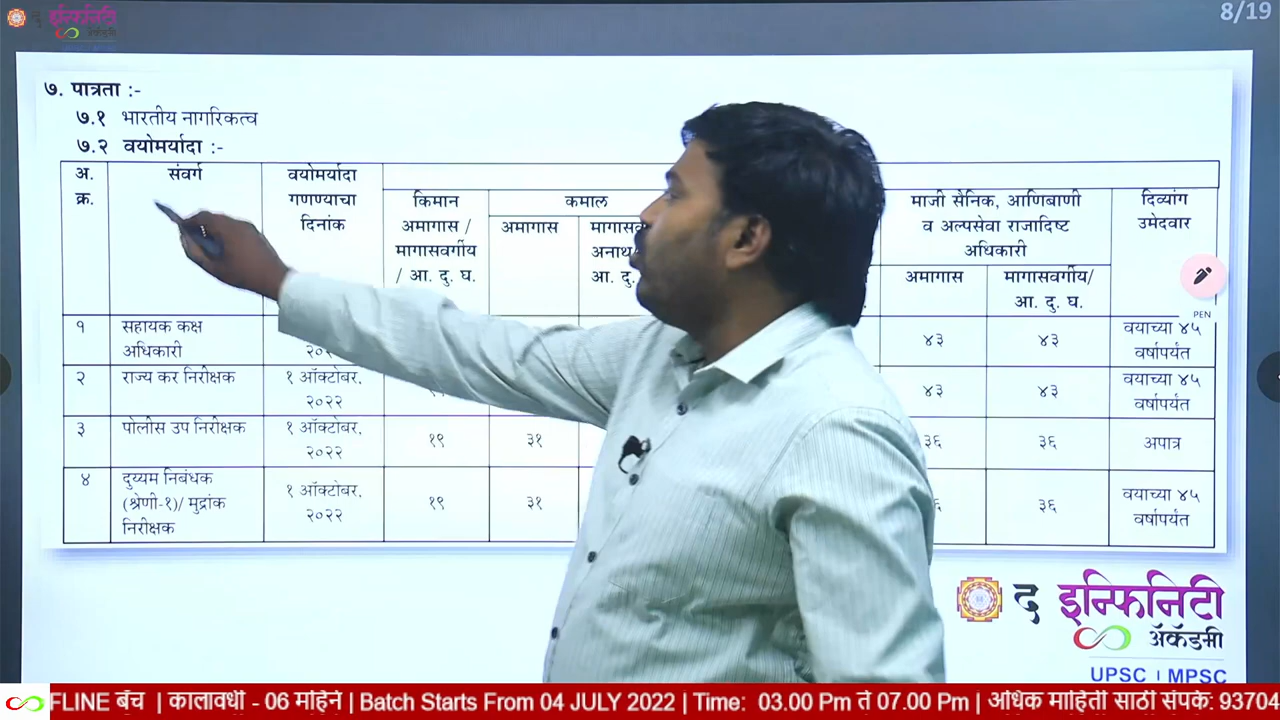 इन्फिनिटी
अ‍ॅकॅडमी
8/19
७. पात्रता :-
७.१ भारतीय नागरिकत्व
७.२ वयोमर्यादा :-
अ. क्र.
संवर्ग
वयोमर्यादा गणण्याचा दिनांक
किमान अमागास / मागासवर्गीय / आ. दु. घ.
कमाल
अमागास
अनाथ
आ. दु.
माजी सैनिक, आणिबाणी व अल्पसेवा राजादिष्ट अधिकारी
अमागास
मागासवर्गीय/ आ. दु. घ.
दिव्यांग उमेदवार
PEN
१ सहायक कक्ष अधिकारी ४३ ४३ वयाच्या ४५ वर्षापर्यंत
२ राज्य कर निरीक्षक १ ऑक्टोबर, २०२२ ४३ ४३ वयाच्या ४५ वर्षापर्यंत
३ पोलीस उप निरीक्षक १ ऑक्टोबर, २०२२ १९ ३१ ३६ ३६ अपात्र
४ दुय्यम निबंधक (श्रेणी-१)/ मुद्रांक निरीक्षक १ ऑक्टोबर, २०२२ १९ ३१ ३६ वयाच्या ४५ वर्षापर्यंत
द इन्फिनिटी
अ‍ॅकॅडमी
UPSC | MPSC
FLINE बॅच | कालावधी - 06 महिने | Batch Starts From 04 JULY 2022 | Time: 03.00 Pm ते 07.00 Pm | अधिक माहिती साठी संपर्क: 93704